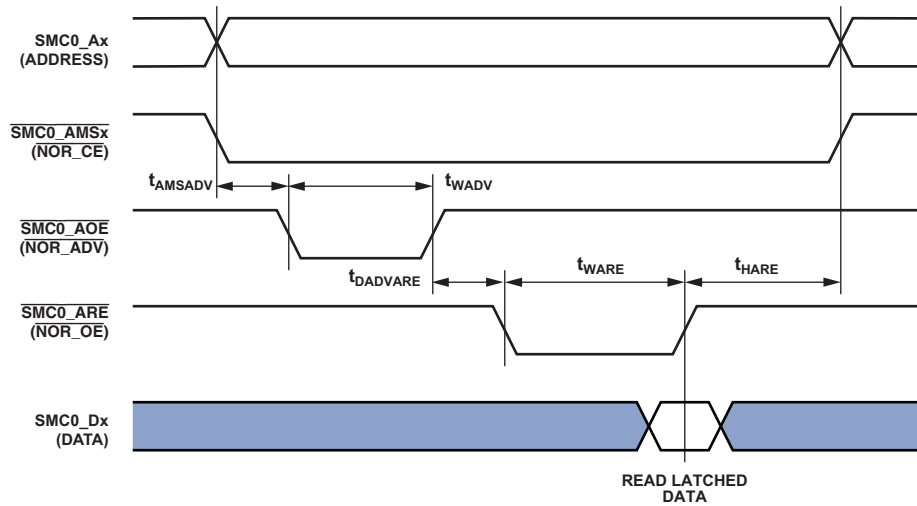 SMC0_Ax
(ADDRESS)
SMC0_AMSx
(NOR_CE)
tAMSADV
tWADV
SMC0_AOE
(NOR_ADV)
tDADVARE
tWARE
tHARE
SMC0_ARE
(NOR_OE)
SMC0_Dx
(DATA)
READ LATCHED
DATA